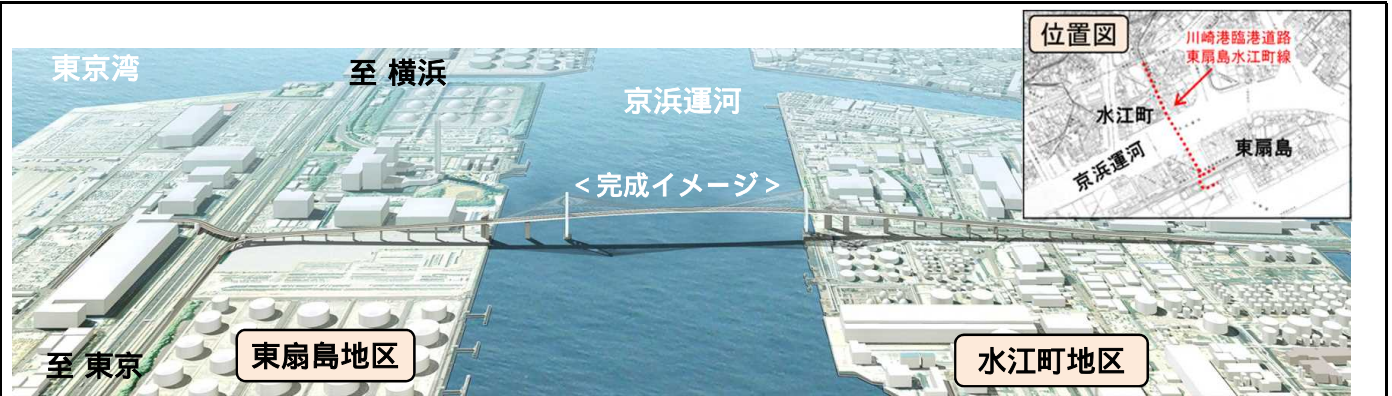 東京湾
至 横浜
京浜運河
<完成イメージ>
至 東京
東扇島地区
水江町地区
位置図
川崎港臨港道路
東扇島水江町線
水江町
京浜運河
東扇島